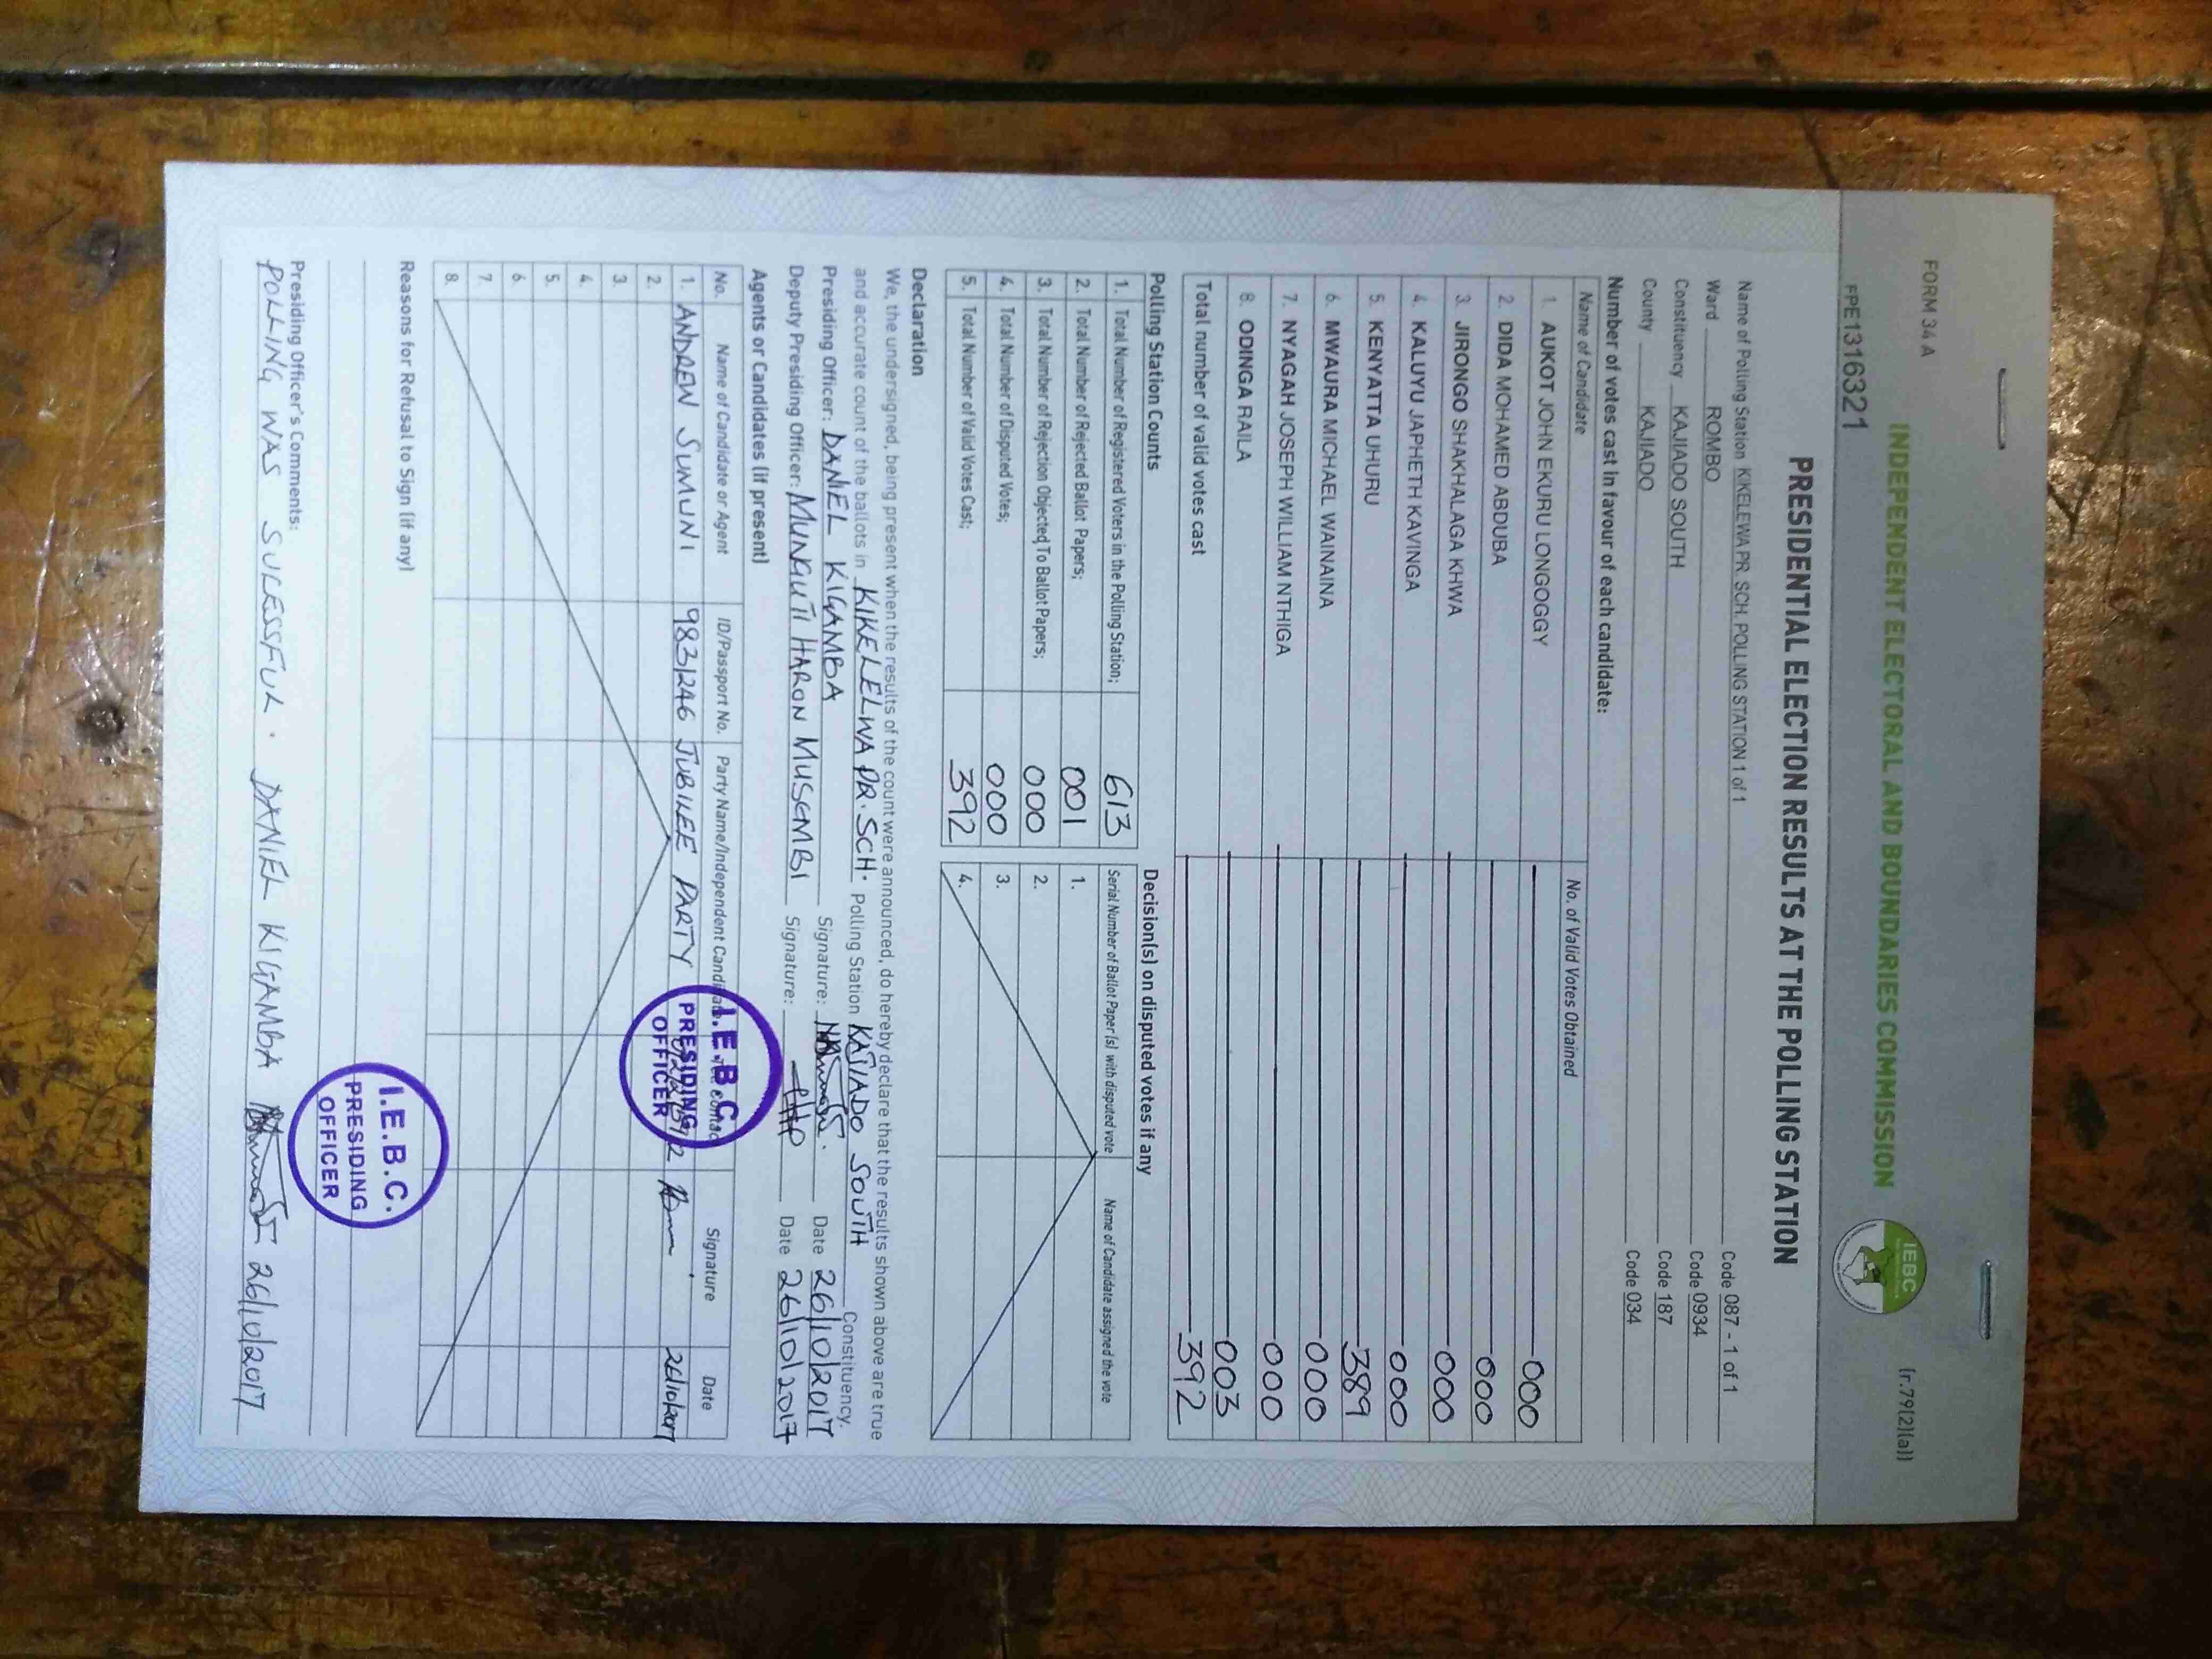 FORM 34 A
(r.79(2)(a))
INDEPENDENT ELECTORAL AND BOUNDARIES COMMISSION
IEBC
FPE1316321
PRESIDENTIAL ELECTION RESULTS AT THE POLLING STATION
Name of Polling Station KIKELEWA PR. SCH. POLLING STATION 1 of 1 Code 087 - 1 of 1
Ward ROMBO Code 0934
Constituency KAJIADO SOUTH Code 187
County KAJIADO Code 034
Number of votes cast in favour of each candidate:
Name of Candidate No. of Valid Votes Obtained
1. AUKOT JOHN EKURU LONGOGGY 000
2. DIDA MOHAMED ABDUBA 000
3. JIRONGO SHAKHALAGA KHWA 000
4. KALUYU JAPHETH KAVINGA 000
5. KENYATTA UHURU 389
6. MWAURA MICHAEL WAINAINA 000
7. NYAGAH JOSEPH WILLIAM NTHIGA 000
8. ODINGA RAILA 003
Total number of valid votes cast 392
Polling Station Counts Decision(s) on disputed votes if any
1. Total Number of Registered Voters in the Polling Station; 613 Serial Number of Ballot Paper (s) with disputed vote Name of Candidate assigned the vote
2. Total Number of Rejected Ballot Papers; 001 1.
3. Total Number of Rejection Objected To Ballot Papers; 000 2.
4. Total Number of Disputed Votes; 000 3.
5. Total Number of Valid Votes Cast; 392 4.
Declaration
We, the undersigned, being present when the results of the count were announced, do hereby declare that the results shown above are true
and accurate count of the ballots in KIKELELWA PR. SCH. Polling Station KAJIADO SOUTH Constituency.
Presiding Officer: DANIEL KIGAMBA Signature: Date 26/10/2017
Deputy Presiding Officer: MUNGUTI HARON MUSEMBI Signature: Date 26/10/2017
Agents or Candidates (if present)
No. Name of Candidate or Agent ID/Passport No. Party Name/Independent Candidate Signature Date
1. ANDREW SUMUNI 9831246 JUBILEE PARTY 26/10/2017
2.
3.
4.
5.
6.
7.
8.
I.E.B.C.
PRESIDING
OFFICER
Reasons for Refusal to Sign (if any)
I.E.B.C.
PRESIDING
OFFICER
Presiding Officer's Comments:
POLLING WAS SUCESSFUL. DANIEL KIGAMBA 26/10/2017